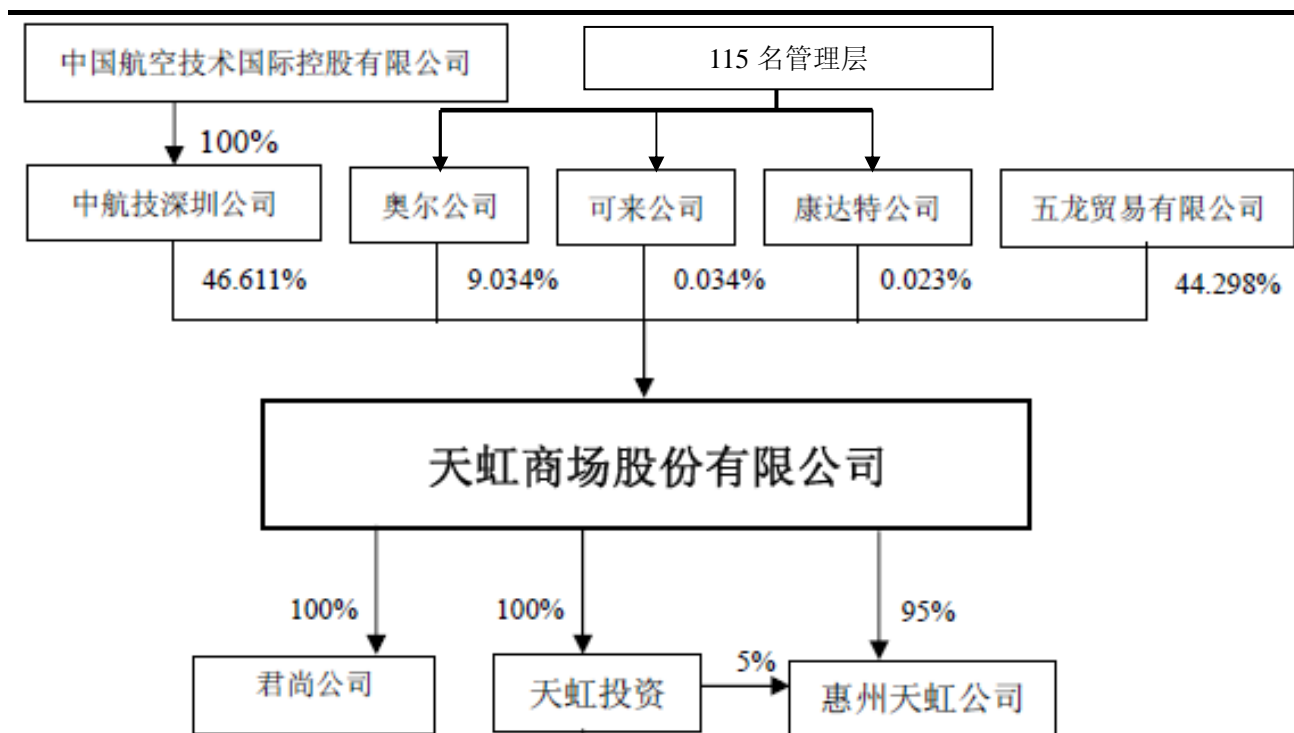 中国航空技术国际控股有限公司
115 名管理层
100%
中航技深圳公司
奥尔公司
可来公司
康达特公司
五龙贸易有限公司
46.611%
9.034%
0.034%
0.023%
44.298%
天虹商场股份有限公司
100%
100%
95%
君尚公司
天虹投资
5%
惠州天虹公司